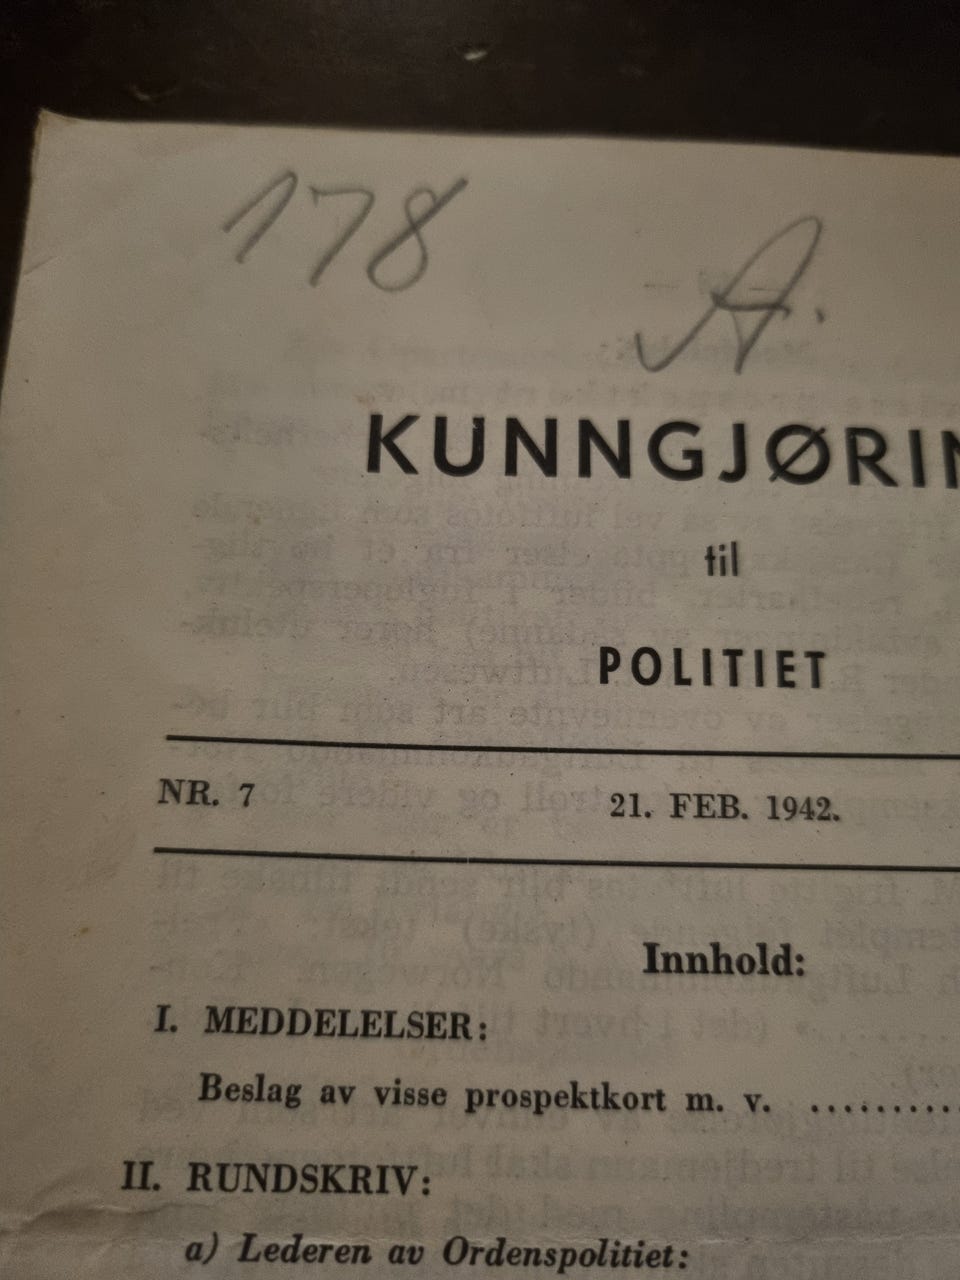 178
A.
KUNNGJØRIN
til
POLITIET
NR. 7 21. FEB. 1942.
Innhold:
I. MEDDELELSER:
Beslag av visse prospektkort m. v. ..........
II. RUNDSKRIV:
a) Lederen av Ordenspolitiet: